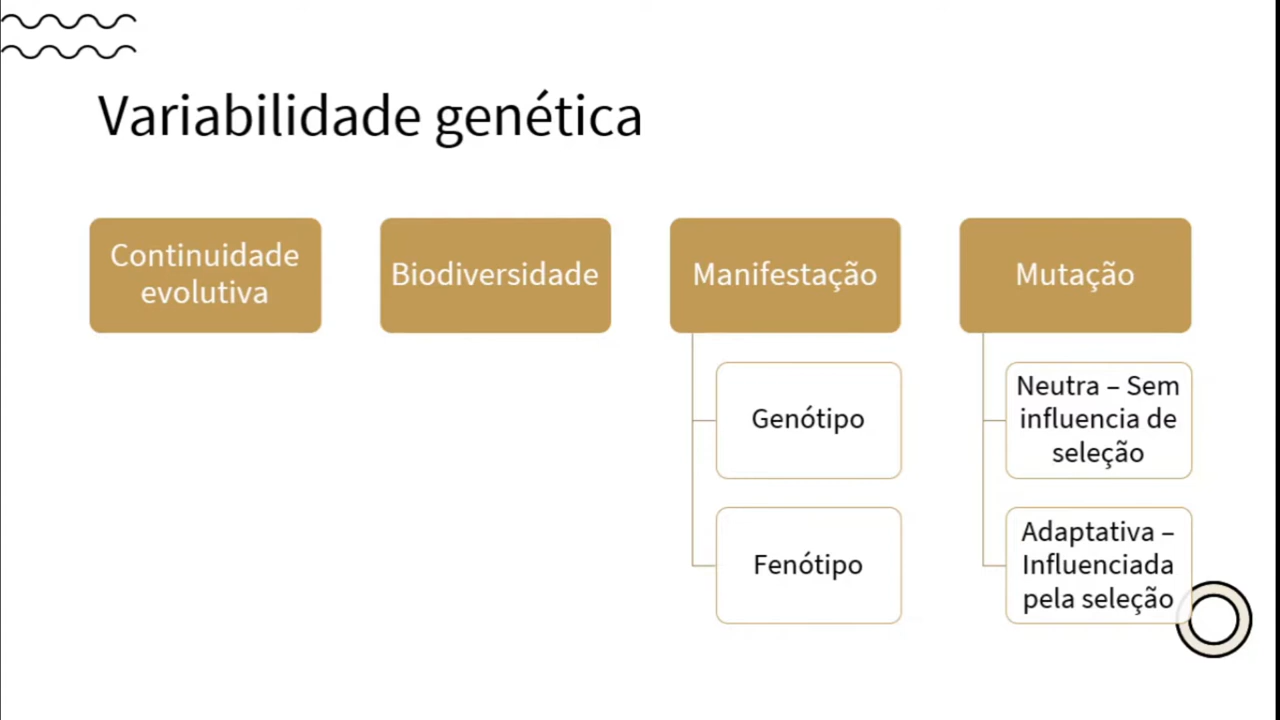 Variabilidade genética
Continuidade
evolutiva
Biodiversidade
Manifestação
Genótipo
Fenótipo
Mutação
Neutra – Sem
influencia de
seleção
Adaptativa –
Influenciada
pela seleção